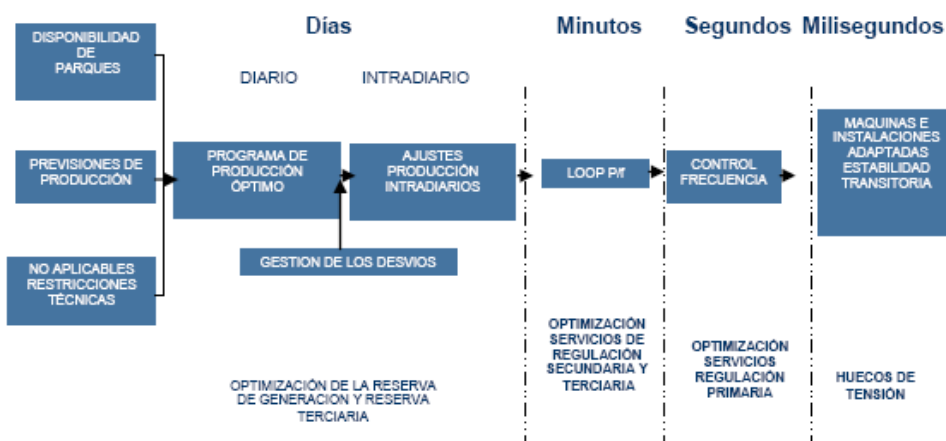 Días
Minutos
Segundos
Milisegundos
DIARIO
INTRADIARIO
DISPONIBILIDAD
DE
PARQUES
PREVISIONES DE
PRODUCCIÓN
NO APLICABLES
RESTRICCIONES
TÉCNICAS
PROGRAMA DE
PRODUCCIÓN
ÓPTIMO
AJUSTES
PRODUCCIÓN
INTRADIARIOS
GESTION DE LOS DESVIOS
LOOP P/f
CONTROL
FRECUENCIA
MAQUINAS E
INSTALACIONES
ADAPTADAS
ESTABILIDAD
TRANSITORIA
OPTIMIZACIÓN DE LA RESERVA
DE GENERACION Y RESERVA
TERCIARIA
OPTIMIZACIÓN
SERVICIOS DE
REGULACIÓN
SECUNDARIA Y
TERCIARIA
OPTIMIZACIÓN
SERVICIOS
REGULACIÓN
PRIMARIA
HUECOS DE
TENSIÓN